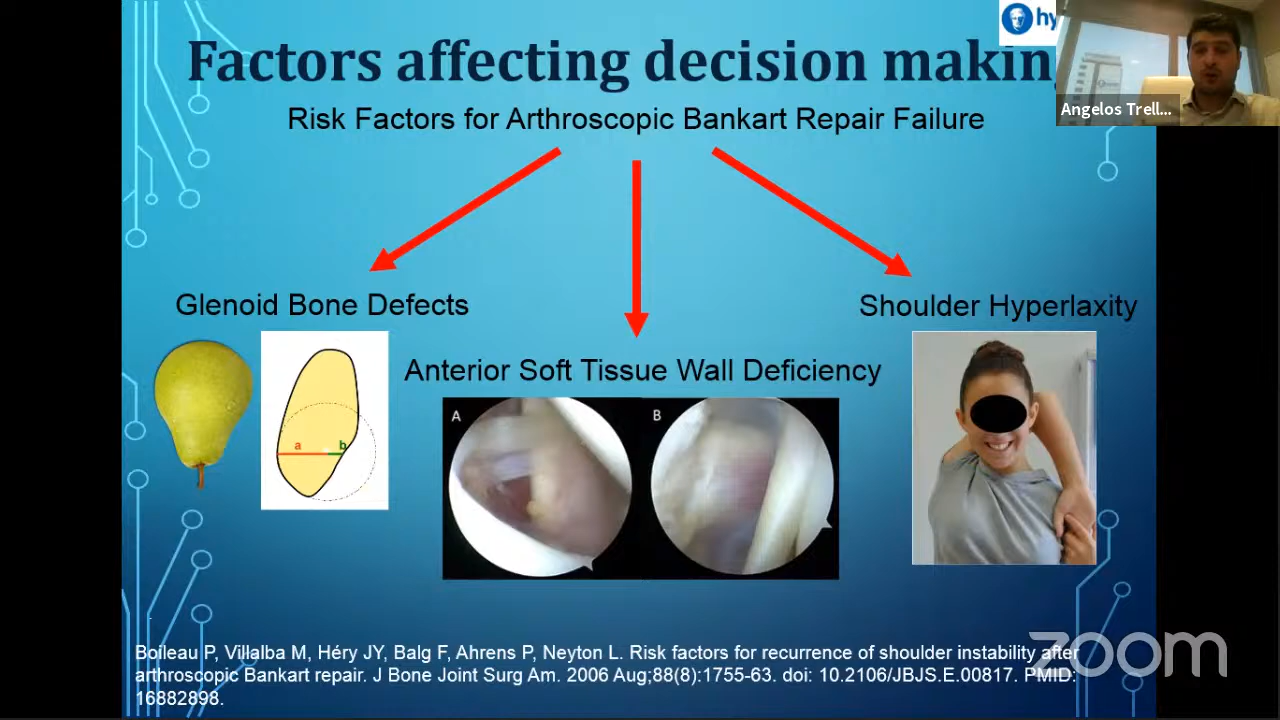 hy
Factors affecting decision makin
Angelos Trell...
Risk Factors for Arthroscopic Bankart Repair Failure
Glenoid Bone Defects
Shoulder Hyperlaxity
Anterior Soft Tissue Wall Deficiency
a b
A B
Boileau P, Villalba M, Héry JY, Balg F, Ahrens P, Neyton L. Risk factors for recurrence of shoulder instability after
arthroscopic Bankart repair. J Bone Joint Surg Am. 2006 Aug;88(8):1755-63. doi: 10.2106/JBJS.E.00817. PMID:
16882898.
zoom